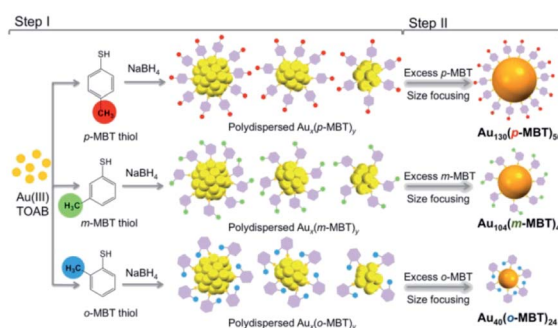 Step I
Step II
SH
CH₃
p-MBT thiol
NaBH₄
Polydispersed Auₓ(p-MBT)ᵧ
Excess p-MBT
Size focusing
Au₁₃₀(p-MBT)₅
Au(III)
TOAB
SH
H₃C
m-MBT thiol
NaBH₄
Polydispersed Auₓ(m-MBT)ᵧ
Excess m-MBT
Size focusing
Au₁₀₄(m-MBT)
SH
H₃C
o-MBT thiol
NaBH₄
Polydispersed Auₓ(o-MBT)ᵧ
Excess o-MBT
Size focusing
Au₄₀(o-MBT)₂₄